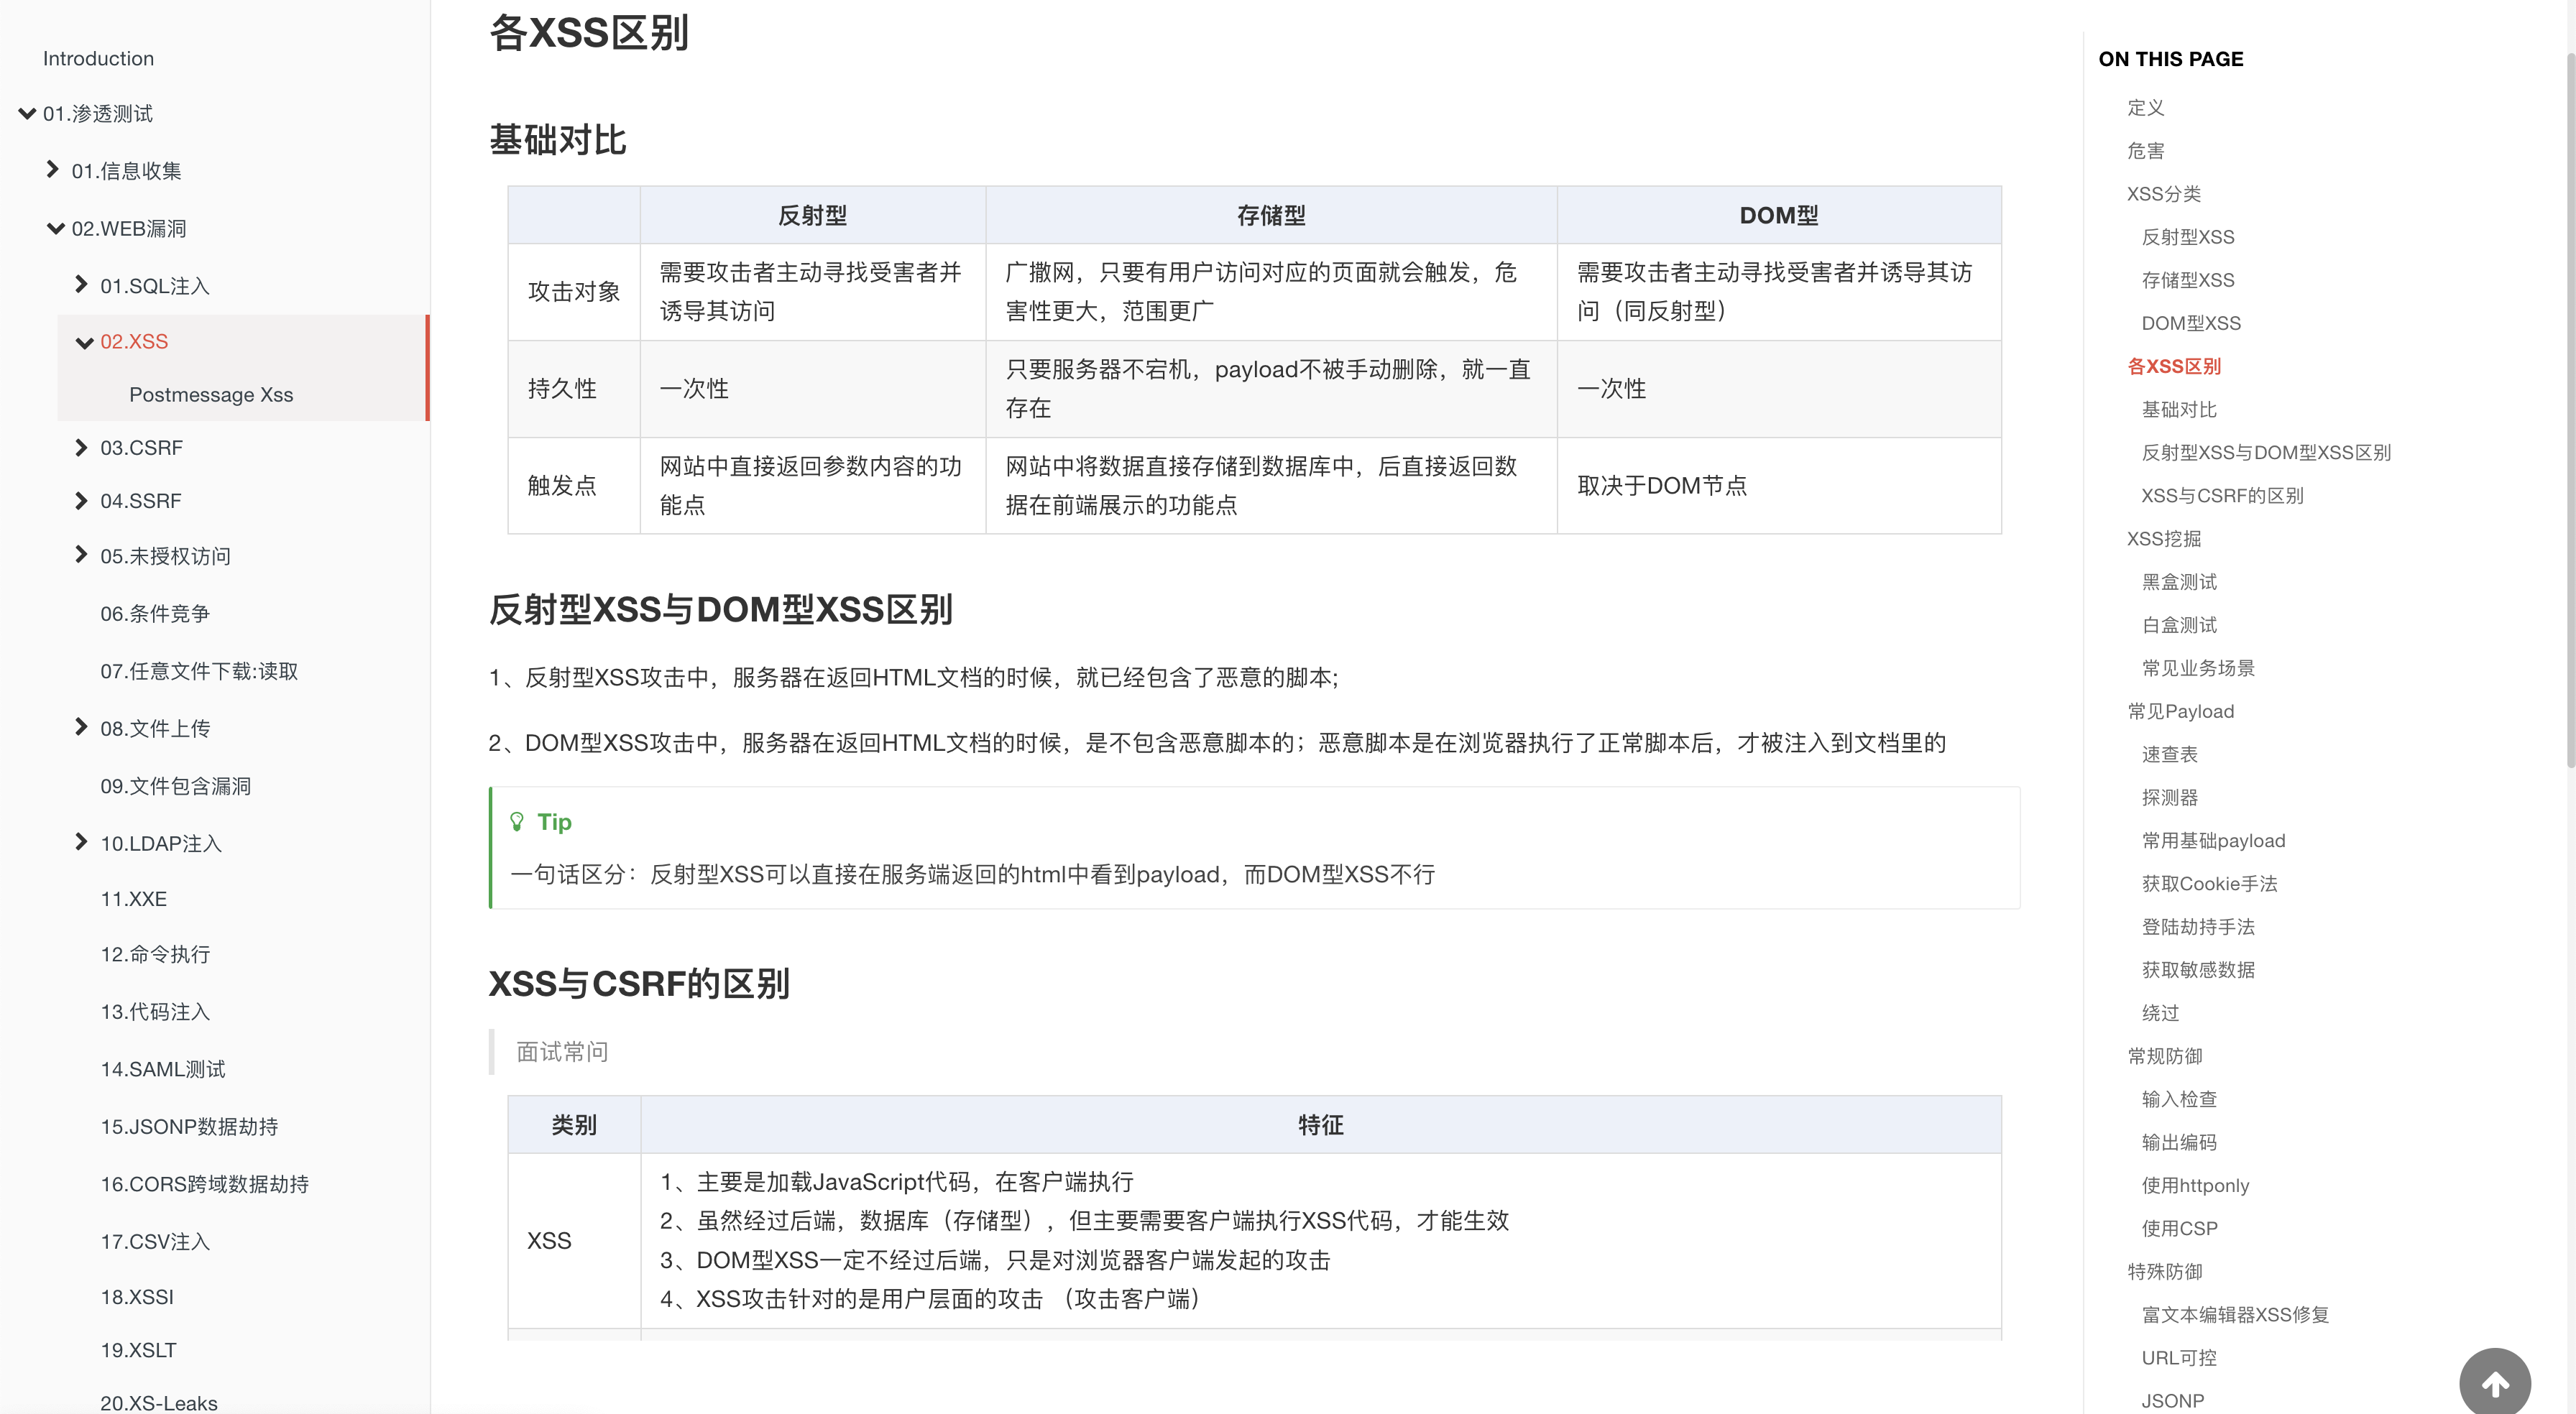 Introduction
01.渗透测试
01.信息收集
02.WEB漏洞
01.SQL注入
02.XSS
Postmessage Xss
03.CSRF
04.SSRF
05.未授权访问
06.条件竞争
07.任意文件下载:读取
08.文件上传
09.文件包含漏洞
10.LDAP注入
11.XXE
12.命令执行
13.代码注入
14.SAML测试
15.JSONP数据劫持
16.CORS跨域数据劫持
17.CSV注入
18.XSSI
19.XSLT
20.XS-Leaks
各XSS区别
基础对比
反射型 存储型 DOM型
攻击对象
需要攻击者主动寻找受害者并
诱导其访问
广撒网，只要有用户访问对应的页面就会触发，危
害性更大，范围更广
需要攻击者主动寻找受害者并诱导其访
问（同反射型）
持久性
一次性
只要服务器不宕机，payload不被手动删除，就一直
存在
一次性
触发点
网站中直接返回参数内容的功
能点
网站中将数据直接存储到数据库中，后直接返回数
据在前端展示的功能点
取决于DOM节点
反射型XSS与DOM型XSS区别
1、反射型XSS攻击中，服务器在返回HTML文档的时候，就已经包含了恶意的脚本;
2、DOM型XSS攻击中，服务器在返回HTML文档的时候，是不包含恶意脚本的；恶意脚本是在浏览器执行了正常脚本后，才被注入到文档里的
Tip
一句话区分：反射型XSS可以直接在服务端返回的html中看到payload，而DOM型XSS不行
XSS与CSRF的区别
面试常问
类别 特征
XSS
1、主要是加载JavaScript代码，在客户端执行
2、虽然经过后端，数据库（存储型），但主要需要客户端执行XSS代码，才能生效
3、DOM型XSS一定不经过后端，只是对浏览器客户端发起的攻击
4、XSS攻击针对的是用户层面的攻击 （攻击客户端）
ON THIS PAGE
定义
危害
XSS分类
反射型XSS
存储型XSS
DOM型XSS
各XSS区别
基础对比
反射型XSS与DOM型XSS区别
XSS与CSRF的区别
XSS挖掘
黑盒测试
白盒测试
常见业务场景
常见Payload
速查表
探测器
常用基础payload
获取Cookie手法
登陆劫持手法
获取敏感数据
绕过
常规防御
输入检查
输出编码
使用httponly
使用CSP
特殊防御
富文本编辑器XSS修复
URL可控
JSONP